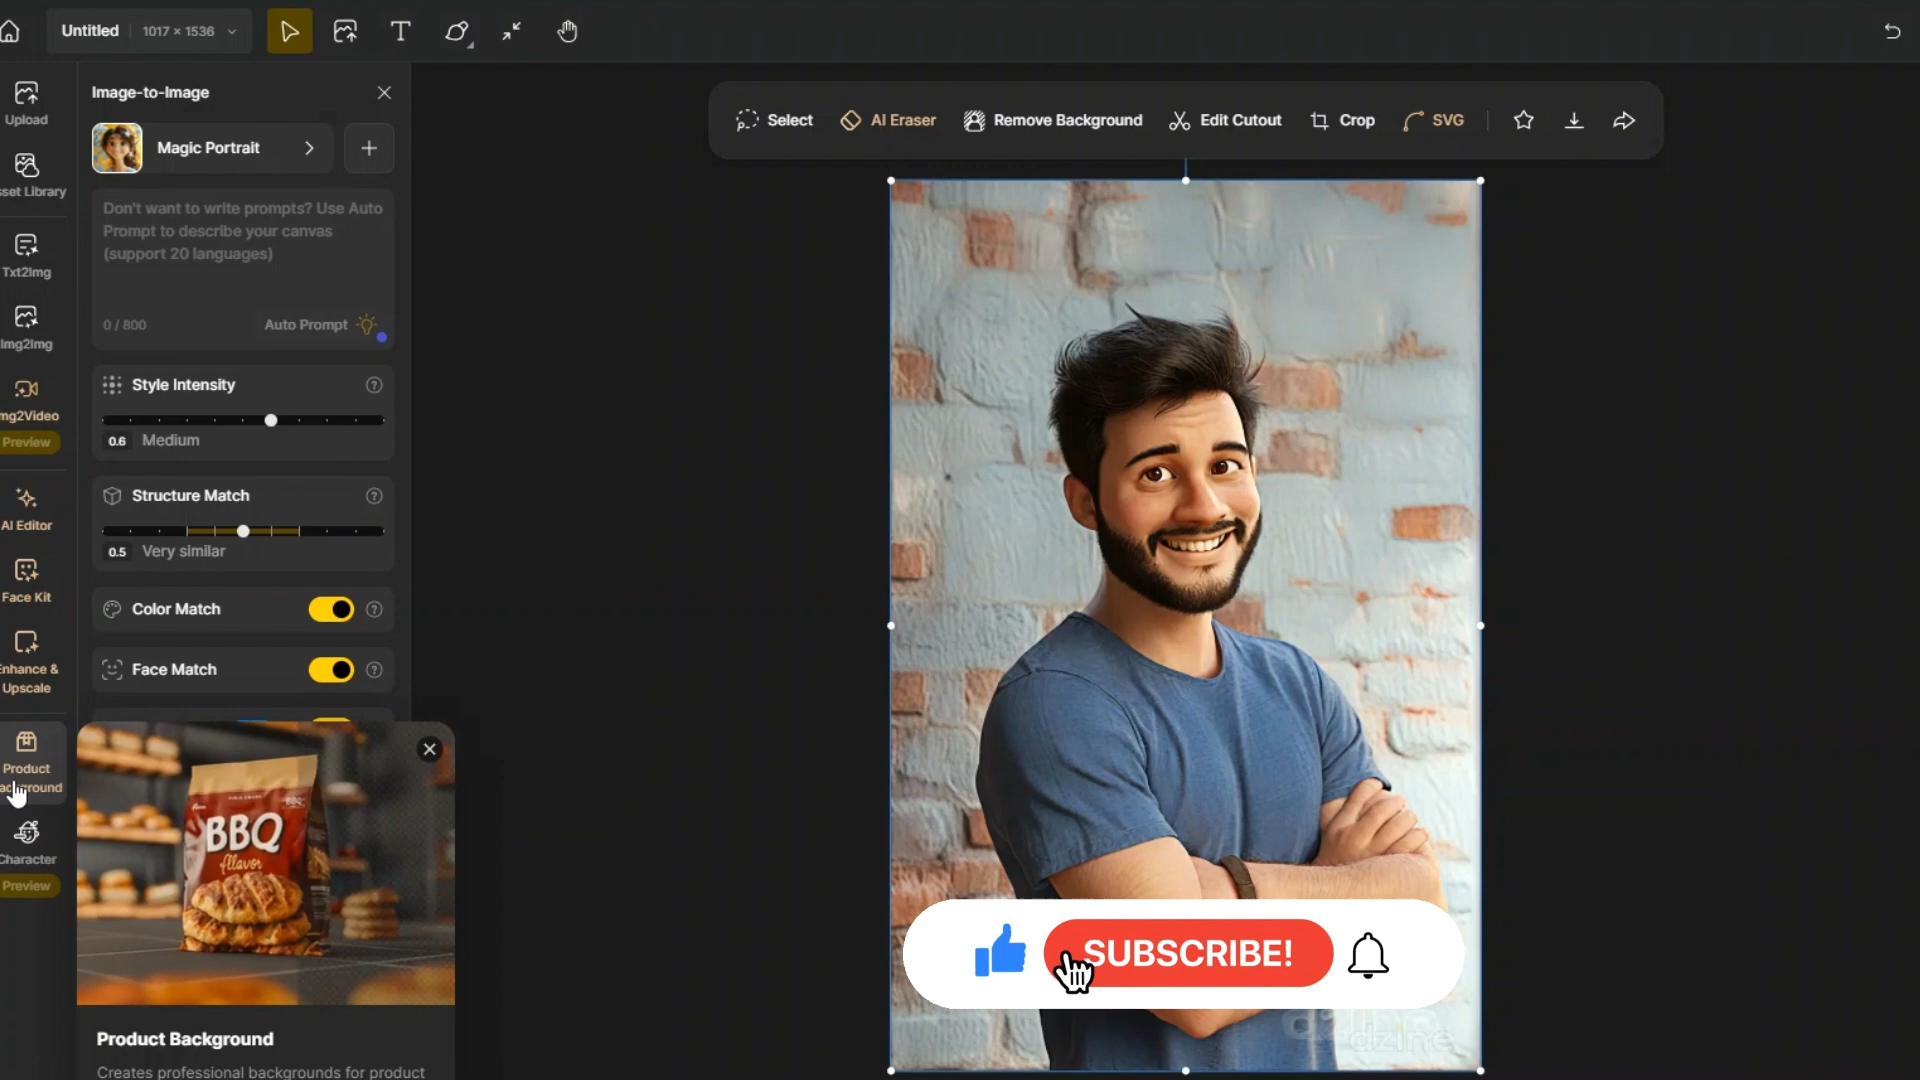 Untitled
1017 × 1536
Upload
sset Library
Txt2Img
Img2Img
mg2Video
Preview
AI Editor
Face Kit
Enhance &
Upscale
Product
ackground
Character
Preview
Image-to-Image
Magic Portrait
Don't want to write prompts? Use Auto
Prompt to describe your canvas
(support 20 languages)
0 / 800
Auto Prompt
Style Intensity
0.6 Medium
Structure Match
0.5 Very similar
Color Match
Face Match
BBQ
flavor
Product Background
Creates professional backgrounds for product
Select
AI Eraser
Remove Background
Edit Cutout
Crop
SVG
SUBSCRIBE!
dzine